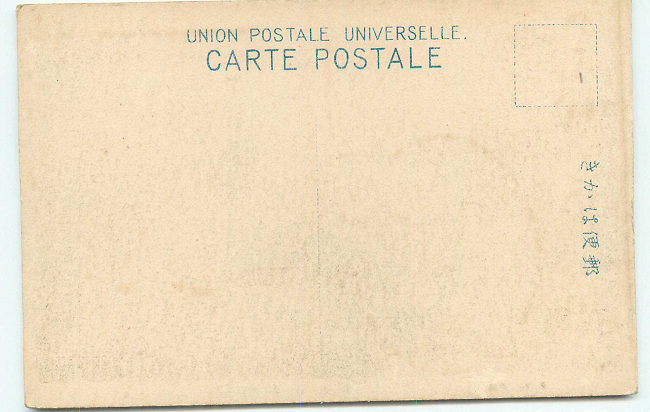 UNION POSTALE UNIVERSELLE.
CARTE POSTALE
郵便はかき